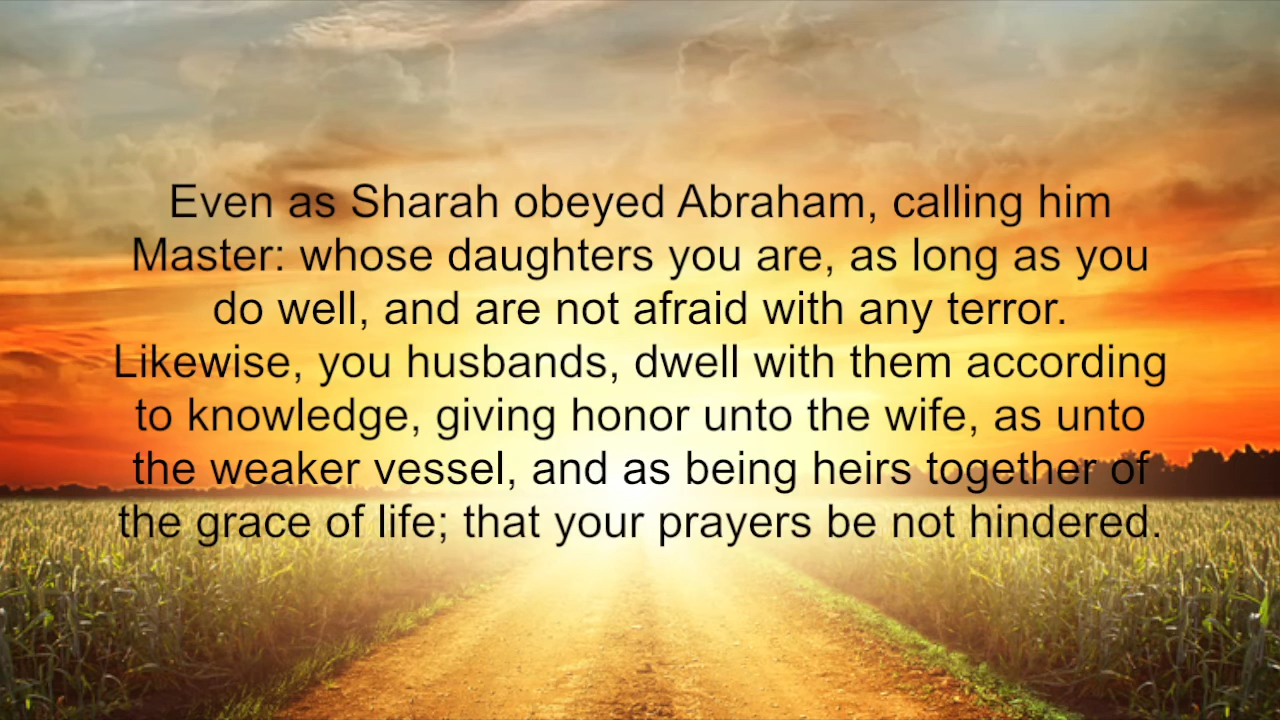 Even as Sharah obeyed Abraham, calling him
Master: whose daughters you are, as long as you
do well, and are not afraid with any terror.
Likewise, you husbands, dwell with them according
to knowledge, giving honor unto the wife, as unto
the weaker vessel, and as being heirs together of
the grace of life; that your prayers be not hindered.